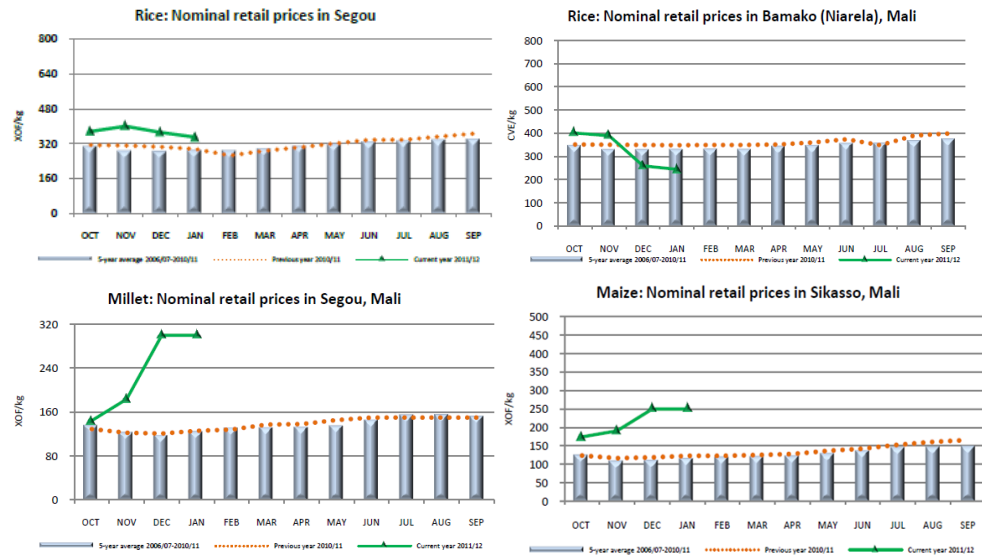 Rice: Nominal retail prices in Segou
800
640
480
320
160
0
XOF/kg
OCT NOV DEC JAN FEB MAR APR MAY JUN JUL AUG SEP
5-year average 2006/07-2010/11 Previous year 2010/11 Current year 2011/12
Rice: Nominal retail prices in Bamako (Niarela), Mali
800
700
600
500
400
300
200
100
0
CVE/kg
OCT NOV DEC JAN FEB MAR APR MAY JUN JUL AUG SEP
5-year average 2006/07-2010/11 Previous year 2010/11 Current year 2011/12
Millet: Nominal retail prices in Segou, Mali
320
240
160
80
0
XOF/kg
OCT NOV DEC JAN FEB MAR APR MAY JUN JUL AUG SEP
5-year average 2006/07-2010/11 Previous year 2010/11 Current year 2011/12
Maize: Nominal retail prices in Sikasso, Mali
500
450
400
350
300
250
200
150
100
50
0
XOF/kg
OCT NOV DEC JAN FEB MAR APR MAY JUN JUL AUG SEP
5-year average 2006/07-2010/11 Previous year 2010/11 Current year 2011/12